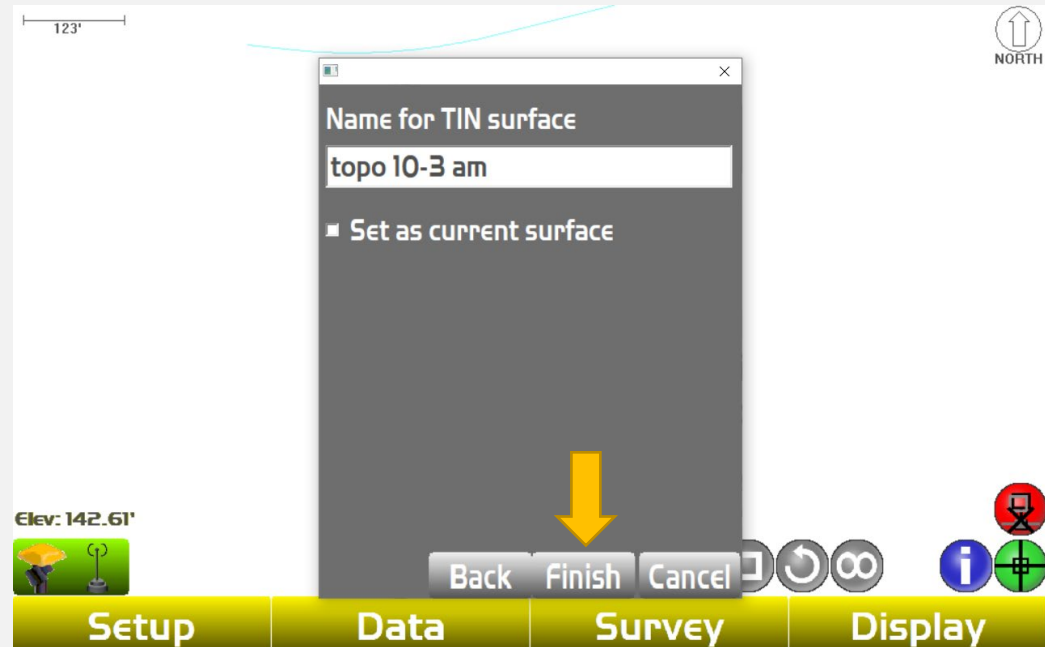 123'
NORTH
Name for TIN surface
topo 10-3 am
Set as current surface
Elev: 142.61'
Back Finish Cancel
Setup Data Survey Display